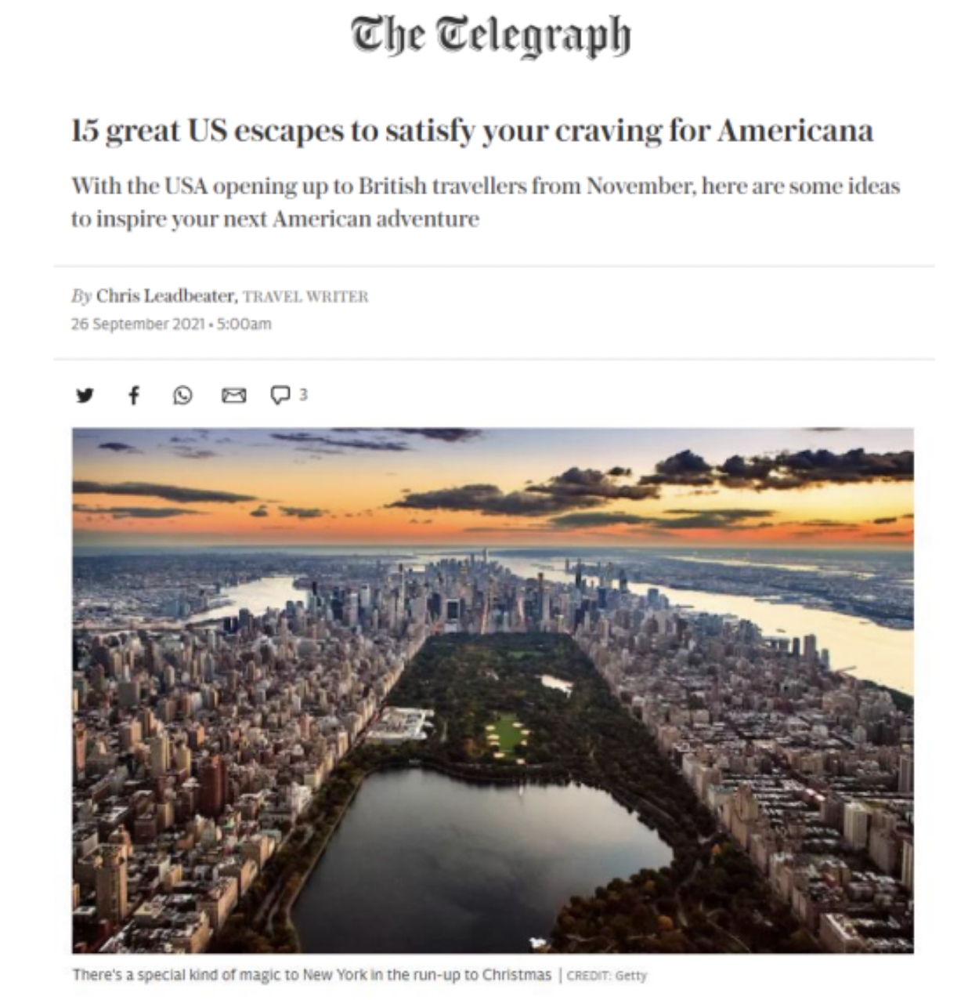 The Telegraph
15 great US escapes to satisfy your craving for Americana
With the USA opening up to British travellers from November, here are some ideas
to inspire your next American adventure
By Chris Leadbeater, TRAVEL WRITER
26 September 2021 • 5:00am
3
There's a special kind of magic to New York in the run-up to Christmas | CREDIT: Getty